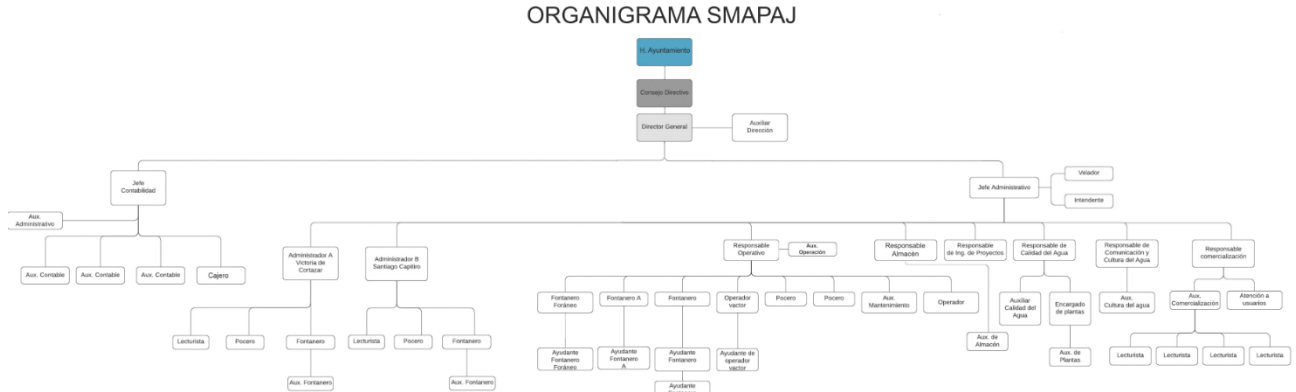 ORGANIGRAMA SMAPAJ
H. Ayuntamiento
Consejo Directivo
Director General
Auxiliar
Dirección
Jefe
Contabilidad
Jefe Administrativo
Velador
Intendente
Aux.
Administrativo
Aux. Contable
Aux. Contable
Aux. Contable
Cajero
Administrador A
Victoria de
Cortazar
Administrador B
Santiago Capitiro
Responsable
Operativo
Aux.
Operación
Responsable
Almacén
Responsable
de Ing. de Proyectos
Responsable de
Calidad del Agua
Responsable de
Comunicación y
Cultura del Agua
Responsable
comercialización
Fontanero
Foráneo
Fontanero A
Fontanero
Operador
vactor
Pocero
Pocero
Aux.
Mantenimiento
Operador
Auxiliar
Calidad del
Agua
Encargado
de plantas
Aux.
Cultura del agua
Aux.
Comercialización
Atención a
usuarios
Lecturista
Pocero
Fontanero
Lecturista
Pocero
Fontanero
Ayudante
Fontanero
Foráneo
Ayudante
Fontanero
A
Ayudante
Fontanero
Ayudante de
operador
vactor
Aux. de
Almacén
Aux. de
Plantas
Lecturista
Lecturista
Lecturista
Lecturista
Aux. Fontanero
Aux. Fontanero
Ayudante